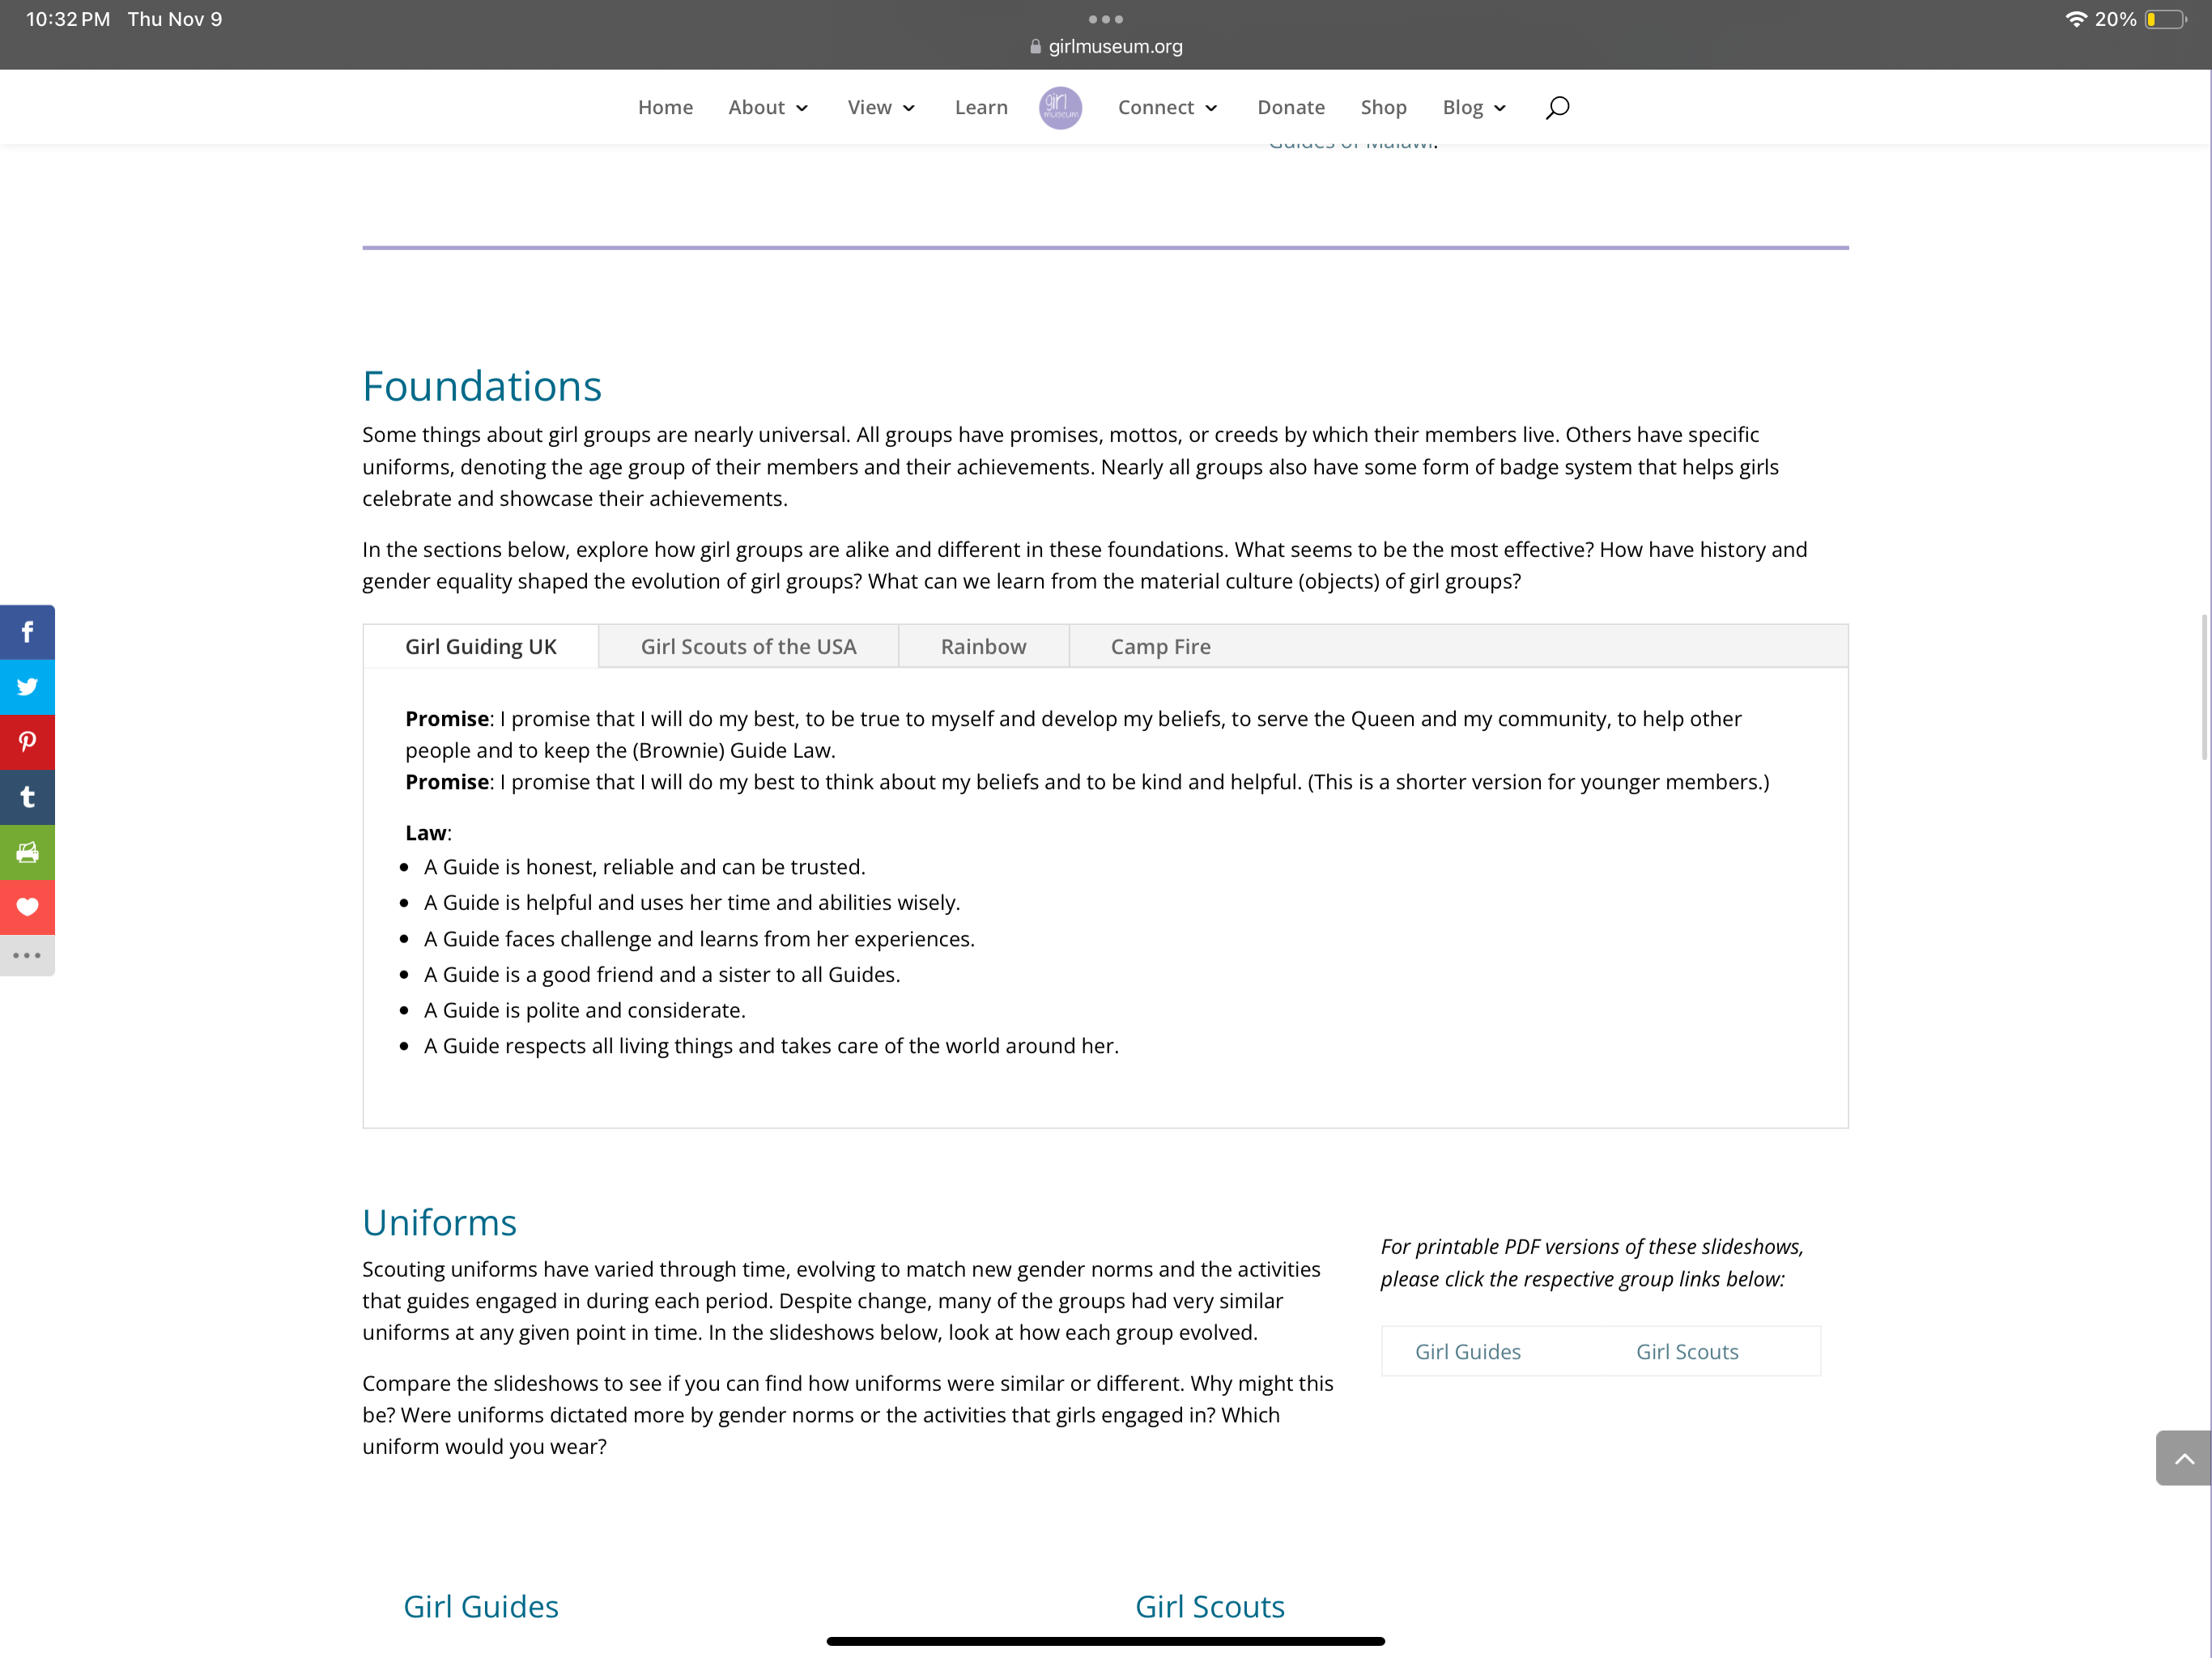 10:32 PM Thu Nov 9
20%
girlmuseum.org
Home About View Learn girl museum Connect Donate Shop Blog
Guides of Malawi.
Foundations
Some things about girl groups are nearly universal. All groups have promises, mottos, or creeds by which their members live. Others have specific
uniforms, denoting the age group of their members and their achievements. Nearly all groups also have some form of badge system that helps girls
celebrate and showcase their achievements.
In the sections below, explore how girl groups are alike and different in these foundations. What seems to be the most effective? How have history and
gender equality shaped the evolution of girl groups? What can we learn from the material culture (objects) of girl groups?
Girl Guiding UK Girl Scouts of the USA Rainbow Camp Fire
Promise: I promise that I will do my best, to be true to myself and develop my beliefs, to serve the Queen and my community, to help other
people and to keep the (Brownie) Guide Law.
Promise: I promise that I will do my best to think about my beliefs and to be kind and helpful. (This is a shorter version for younger members.)
Law:
• A Guide is honest, reliable and can be trusted.
• A Guide is helpful and uses her time and abilities wisely.
• A Guide faces challenge and learns from her experiences.
• A Guide is a good friend and a sister to all Guides.
• A Guide is polite and considerate.
• A Guide respects all living things and takes care of the world around her.
Uniforms
Scouting uniforms have varied through time, evolving to match new gender norms and the activities
that guides engaged in during each period. Despite change, many of the groups had very similar
uniforms at any given point in time. In the slideshows below, look at how each group evolved.
Compare the slideshows to see if you can find how uniforms were similar or different. Why might this
be? Were uniforms dictated more by gender norms or the activities that girls engaged in? Which
uniform would you wear?
For printable PDF versions of these slideshows,
please click the respective group links below:
Girl Guides Girl Scouts
Girl Guides
Girl Scouts